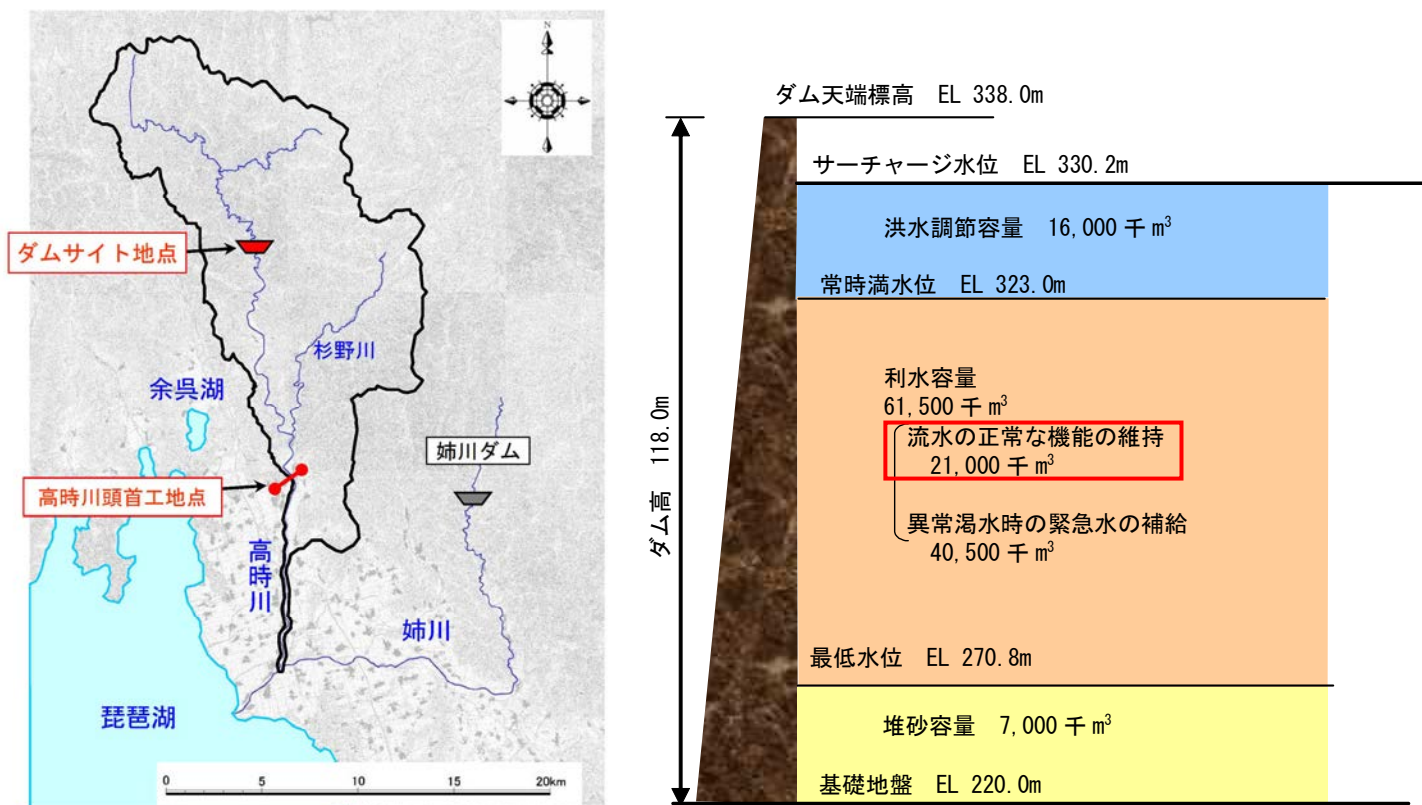 N
ダムサイト地点
杉野川
余呉湖
姉川ダム
高時川頭首工地点
高時川
姉川
琵琶湖
0 5 10 15 20km
ダム天端標高 EL 338.0m
サーチャージ水位 EL 330.2m
洪水調節容量 16,000 千 m³
常時満水位 EL 323.0m
利水容量
61,500 千 m³
流水の正常な機能の維持
21,000 千 m³
異常渇水時の緊急水の補給
40,500 千 m³
ダム高 118.0m
最低水位 EL 270.8m
堆砂容量 7,000 千 m³
基礎地盤 EL 220.0m